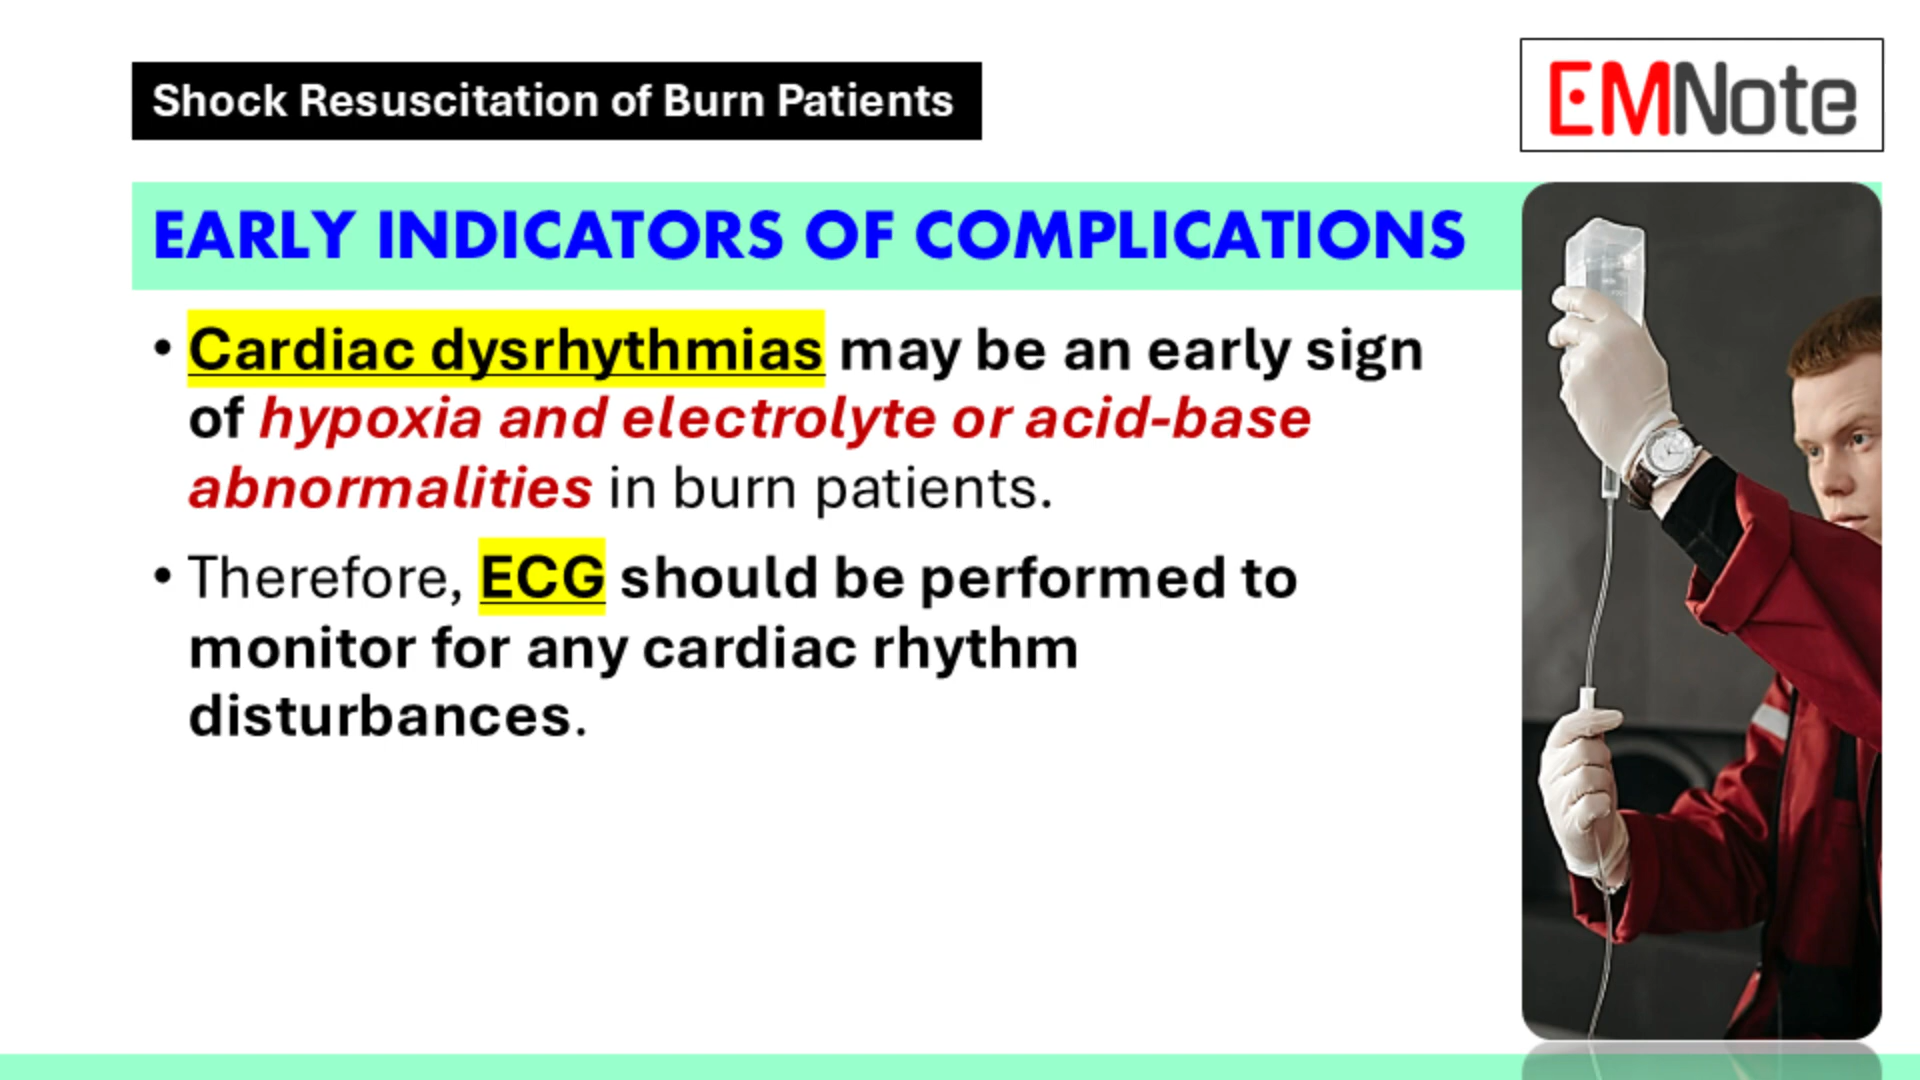 Shock Resuscitation of Burn Patients
EMNote
EARLY INDICATORS OF COMPLICATIONS
• Cardiac dysrhythmias may be an early sign
of hypoxia and electrolyte or acid-base
abnormalities in burn patients.
• Therefore, ECG should be performed to
monitor for any cardiac rhythm
disturbances.